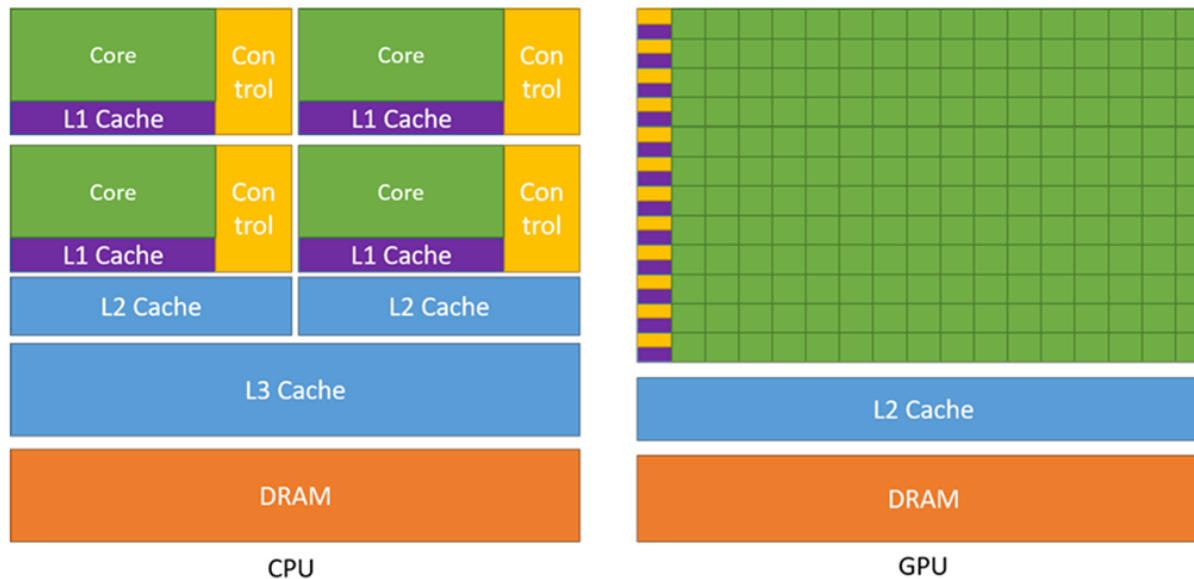 Core
Con
trol
L1 Cache
Core
Con
trol
L1 Cache
Core
Con
trol
L1 Cache
Core
Con
trol
L1 Cache
L2 Cache
L2 Cache
L3 Cache
DRAM
CPU
L2 Cache
DRAM
GPU